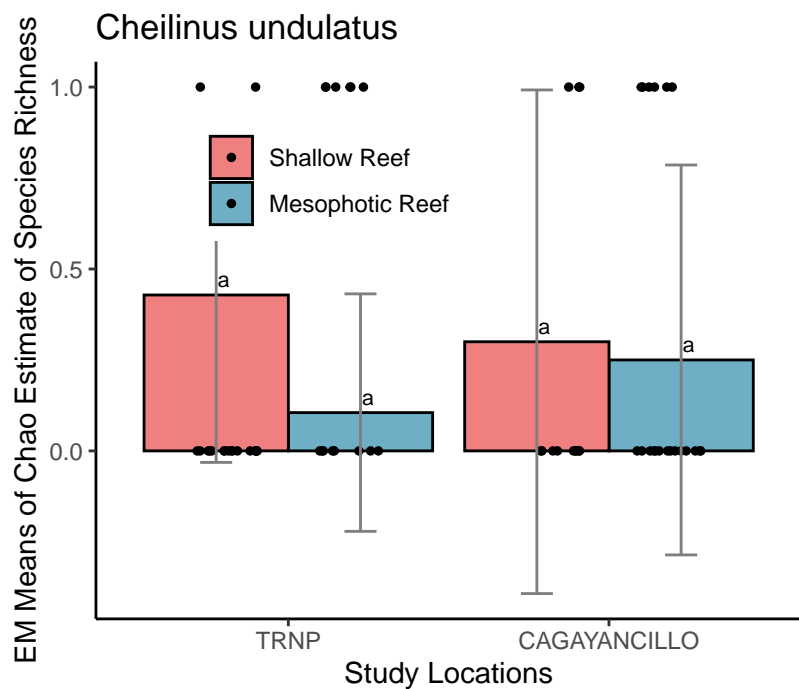 Cheilinus undulatus
EM Means of Chao Estimate of Species Richness
1.0
0.5
0.0
Shallow Reef
Mesophotic Reef
a
a
a
a
TRNP
CAGAYANCILLO
Study Locations